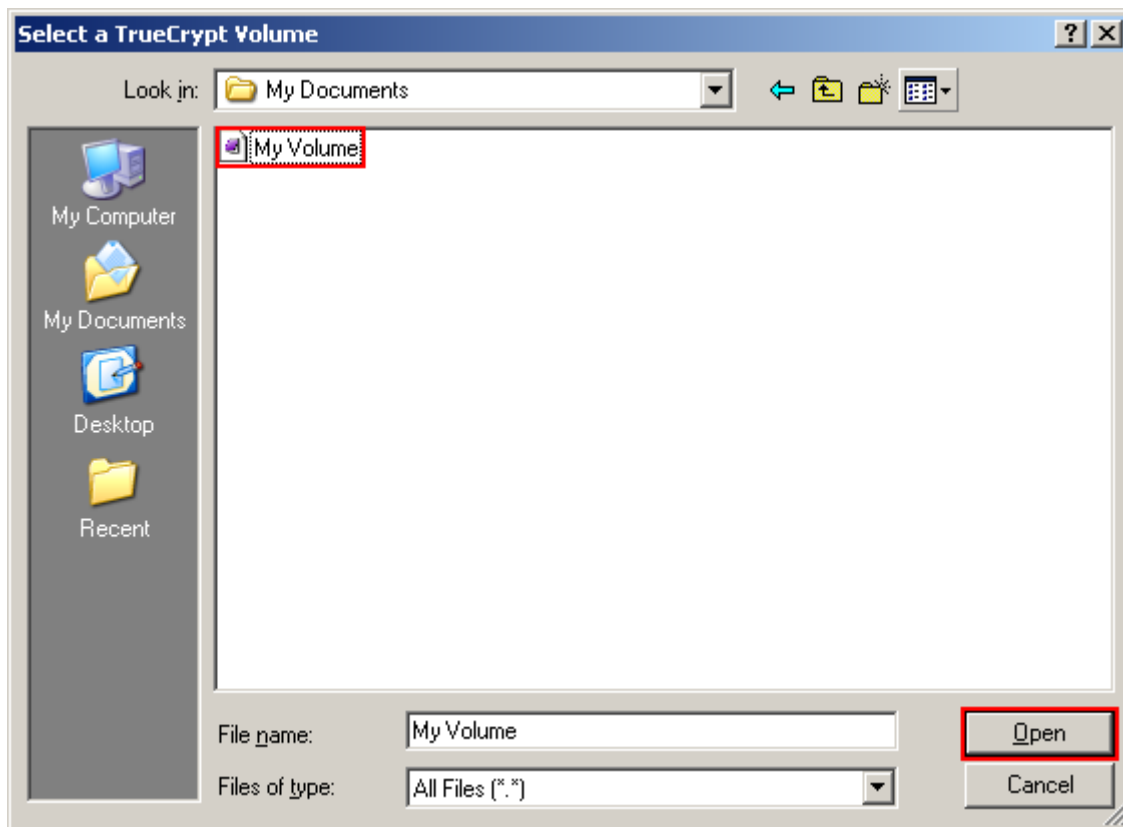 Select a TrueCrypt Volume
Look in: My Documents
My Volume
My Computer
My Documents
Desktop
Recent
File name: My Volume Open
Files of type: All Files (*.*) Cancel